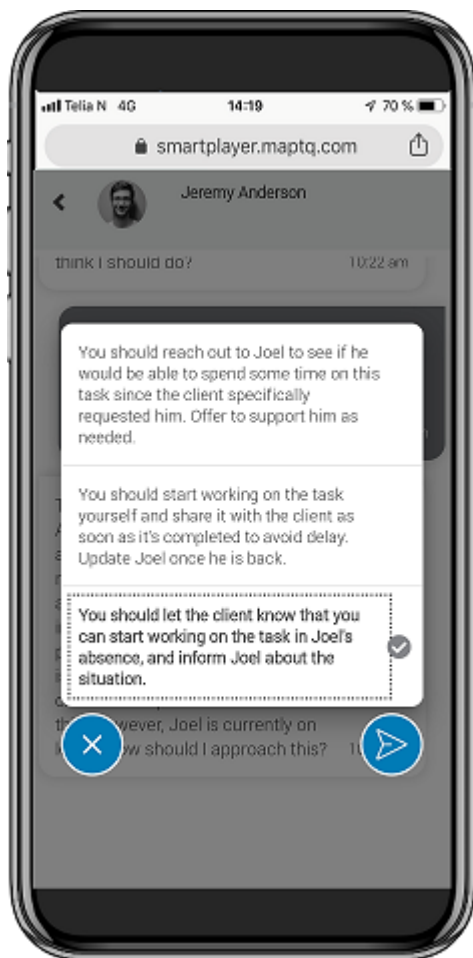 Telia N 4G 14:19 70 %
smartplayer.maptq.com
Jeremy Anderson
think I should do? 10:22 am
You should reach out to Joel to see if he
would be able to spend some time on this
task since the client specifically
requested him. Offer to support him as
needed.
You should start working on the task
yourself and share it with the client as
soon as it's completed to avoid delay.
Update Joel once he is back.
You should let the client know that you
can start working on the task in Joel's
absence, and inform Joel about the
situation.
Joel is currently on
should I approach this?